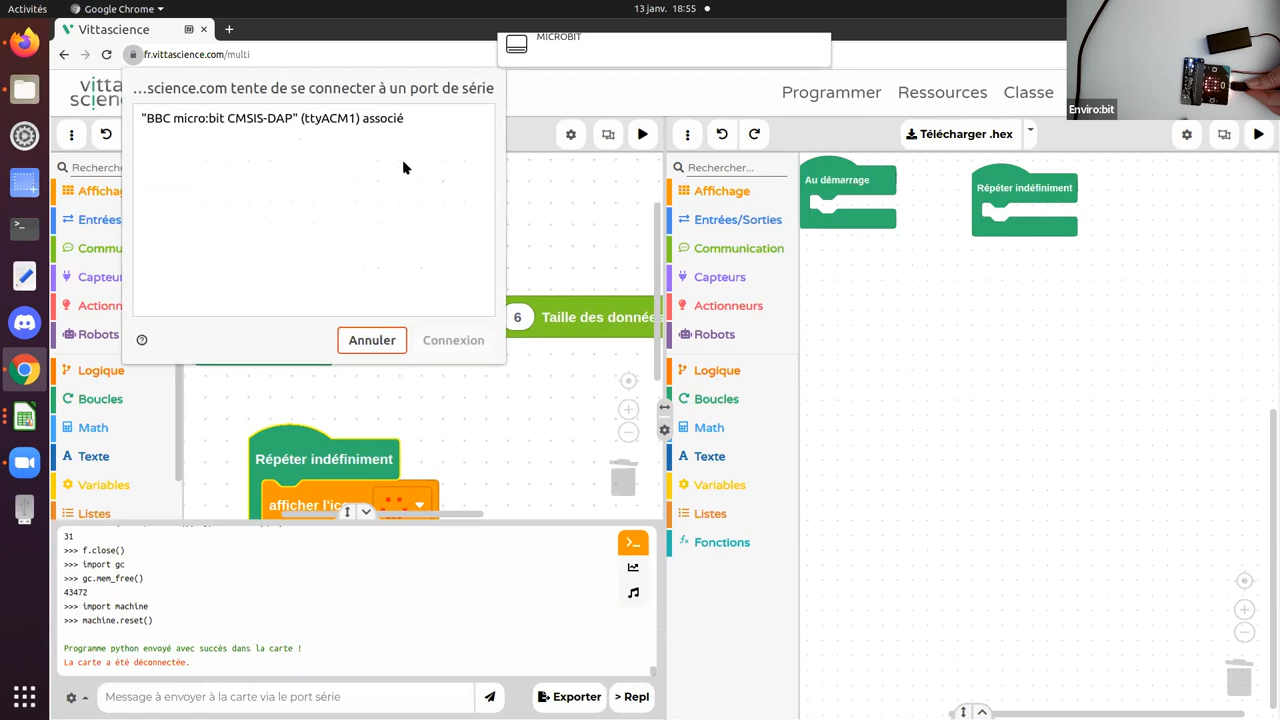 Activités
Google Chrome
13 janv. 18:55
Vittascience
fr.vittascience.com/multi
MICROBIT
Enviro:bit
...science.com tente de se connecter à un port de série
"BBC micro:bit CMSIS-DAP" (ttyACM1) associé
Annuler
Connexion
vitt
scien
Programmer
Ressources
Classe
Recherche
Affichag
Entrées
Commu
Capteu
Actionn
Robots
Logique
Boucles
Math
Texte
Variables
Listes
6 Taille des données
Répéter indéfiniment
afficher l'ic
31
>>> f.close()
>>> import gc
>>> gc.mem_free()
43472
>>> import machine
>>> machine.reset()
Programme python envoyé avec succès dans la carte !
La carte a été déconnectée.
Message à envoyer à la carte via le port série
Exporter
> Repl
Télécharger .hex
Rechercher...
Affichage
Entrées/Sorties
Communication
Capteurs
Actionneurs
Robots
Logique
Boucles
Math
Texte
Variables
Listes
Fonctions
Au démarrage
Répéter indéfiniment